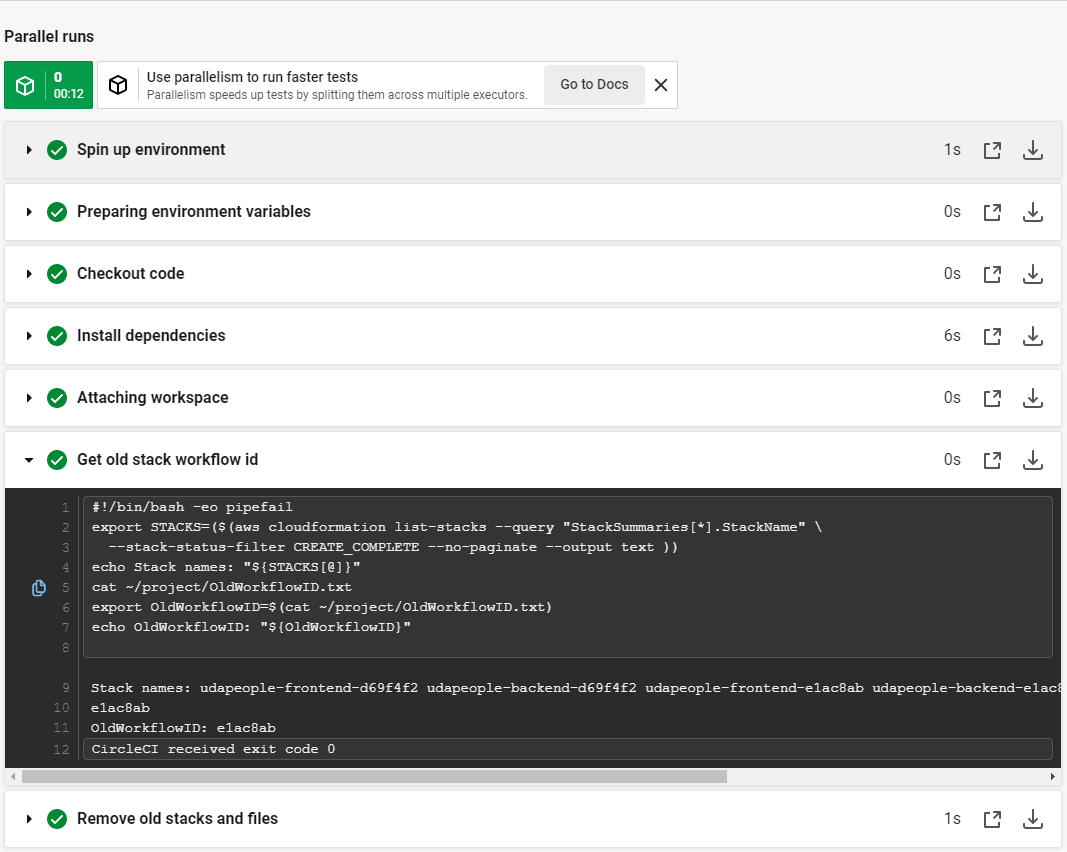 Parallel runs
0
00:12
Use parallelism to run faster tests
Parallelism speeds up tests by splitting them across multiple executors.
Go to Docs
Spin up environment 1s
Preparing environment variables 0s
Checkout code 0s
Install dependencies 6s
Attaching workspace 0s
Get old stack workflow id 0s
1 #!/bin/bash -eo pipefail
2 export STACKS=($(aws cloudformation list-stacks --query "StackSummaries[*].StackName" \
3 --stack-status-filter CREATE_COMPLETE --no-paginate --output text ))
4 echo Stack names: "${STACKS[@]}"
5 cat ~/project/OldWorkflowID.txt
6 export OldWorkflowID=$(cat ~/project/OldWorkflowID.txt)
7 echo OldWorkflowID: "${OldWorkflowID}"
8
9 Stack names: udapeople-frontend-d69f4f2 udapeople-backend-d69f4f2 udapeople-frontend-e1ac8ab udapeople-backend-e1ac8
10 e1ac8ab
11 OldWorkflowID: e1ac8ab
12 CircleCI received exit code 0
Remove old stacks and files 1s